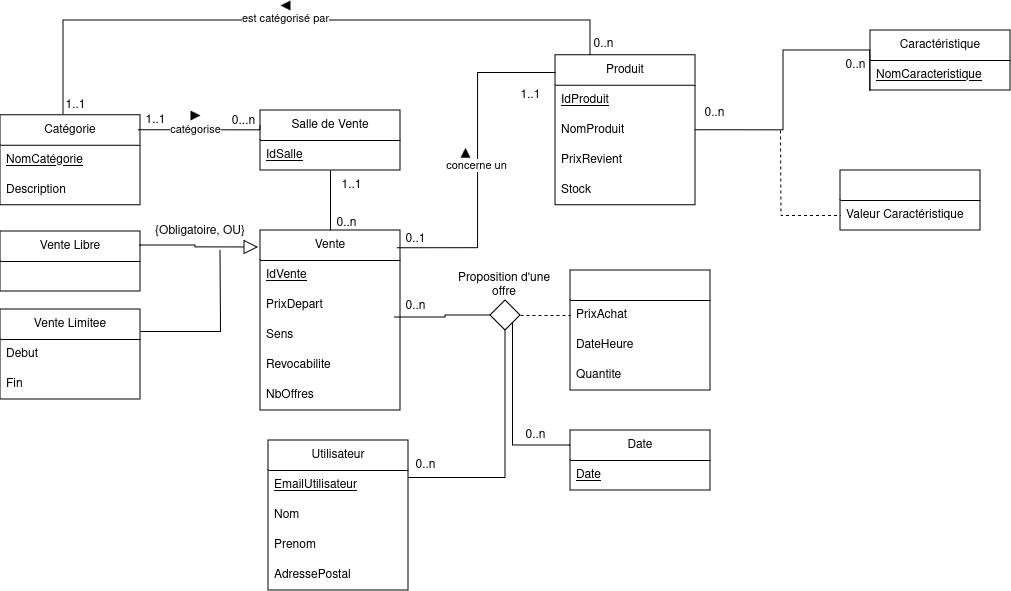 est catégorisé par
0..n
1..1
Produit
IdProduit
NomProduit
PrixRevient
Stock
1..1
0..n
Caractéristique
NomCaracteristique
0..n
Valeur Caractéristique
Catégorie
NomCatégorie
Description
1..1
catégorise
0...n
Salle de Vente
IdSalle
1..1
0..n
concerne un
0..1
Vente Libre
{Obligatoire, OU}
Vente Limitee
Debut
Fin
Vente
IdVente
PrixDepart
Sens
Revocabilite
NbOffres
0..n
Proposition d'une
offre
PrixAchat
DateHeure
Quantite
0..n
Date
Date
Utilisateur
EmailUtilisateur
Nom
Prenom
AdressePostal
0..n